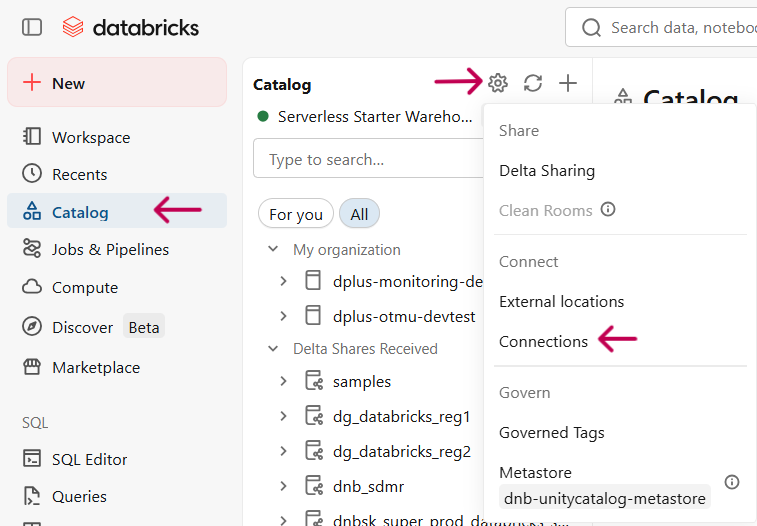 databricks
Search data, notebo
New
Workspace
Recents
Catalog
Jobs & Pipelines
Compute
Discover Beta
Marketplace
SQL
SQL Editor
Queries
Catalog
Serverless Starter Wareho...
Type to search...
For you All
My organization
dplus-monitoring-de
dplus-otmu-devtest
Delta Shares Received
samples
dg_databricks_reg1
dg_databricks_reg2
dnb_sdmr
dnbsk_super_prod_databricks_s
Catalog
Share
Delta Sharing
Clean Rooms
Connect
External locations
Connections
Govern
Governed Tags
Metastore
dnb-unitycatalog-metastore